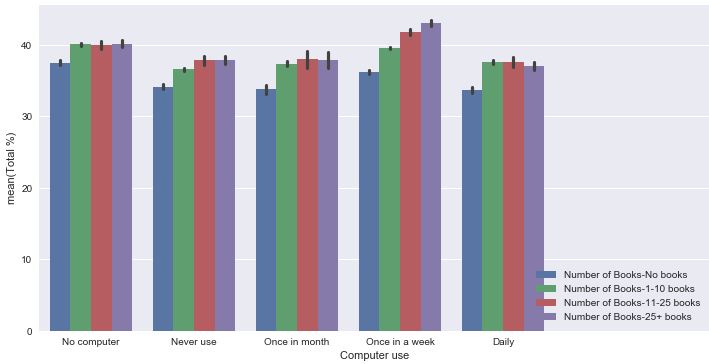 mean(Total %)
40
30
20
10
0
No computer
Never use
Once in month
Once in a week
Daily
Computer use
Number of Books-No books
Number of Books-1-10 books
Number of Books-11-25 books
Number of Books-25+ books